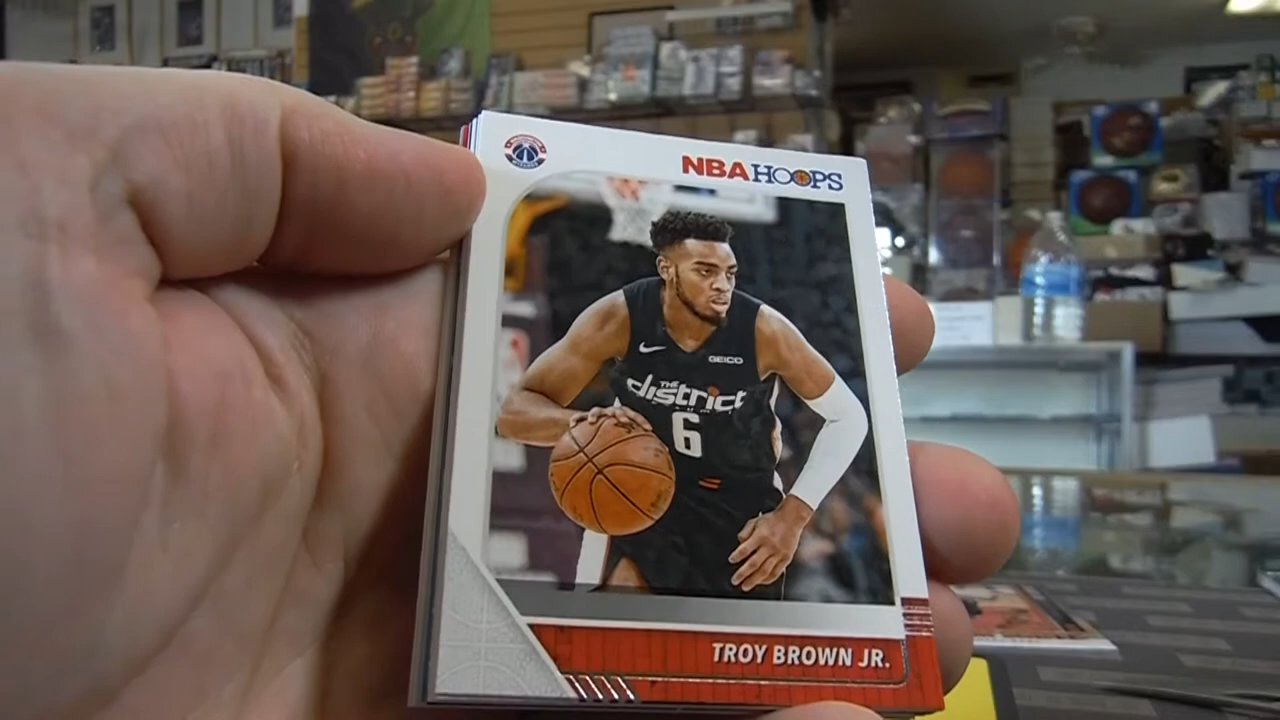 NBA HOOPS
GEICO
THE
district
6
TROY BROWN JR.